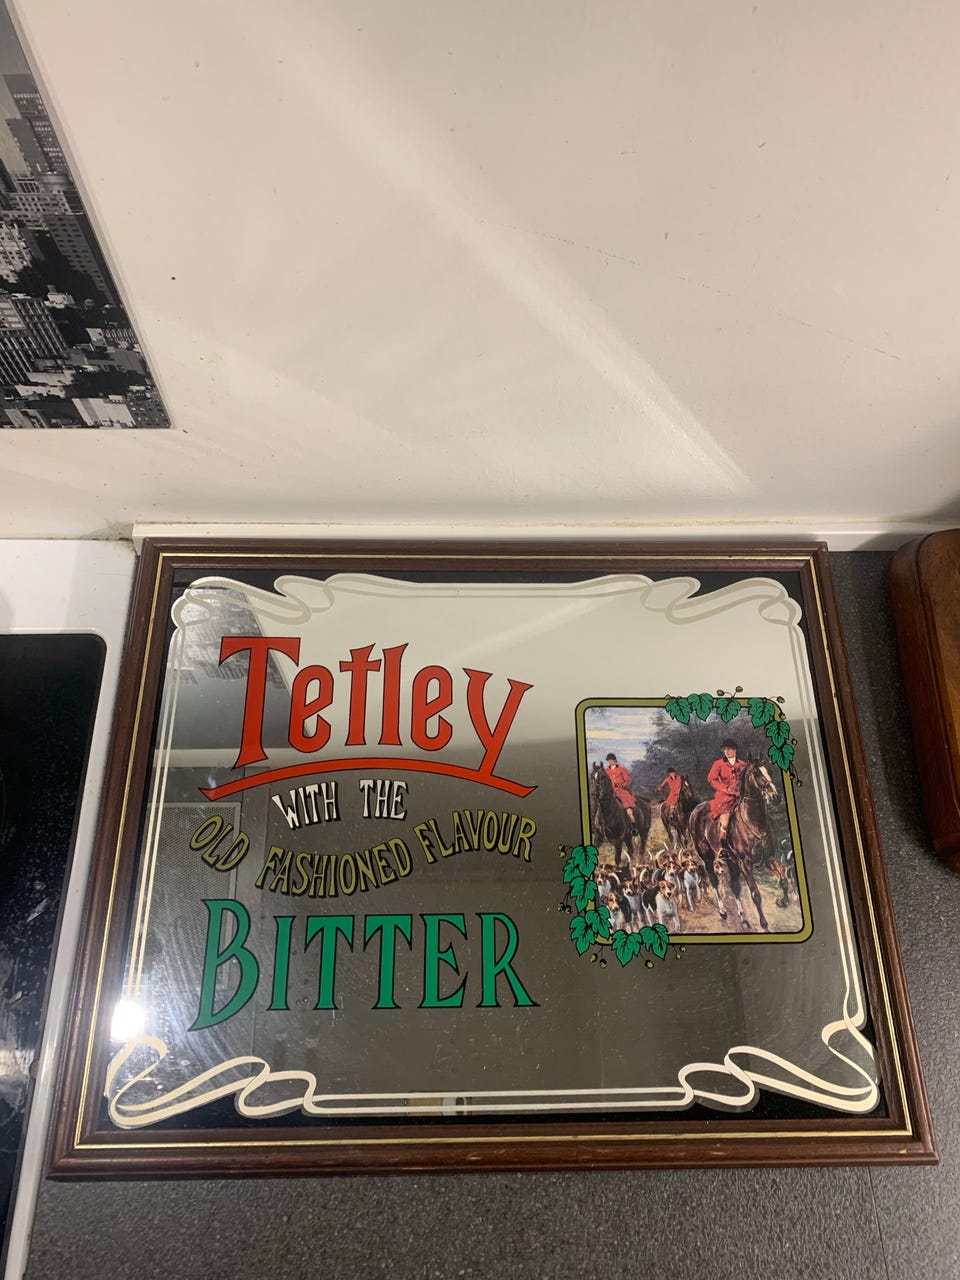 Tetley
WITH THE
OLD FASHIONED FLAVOUR
BITTER